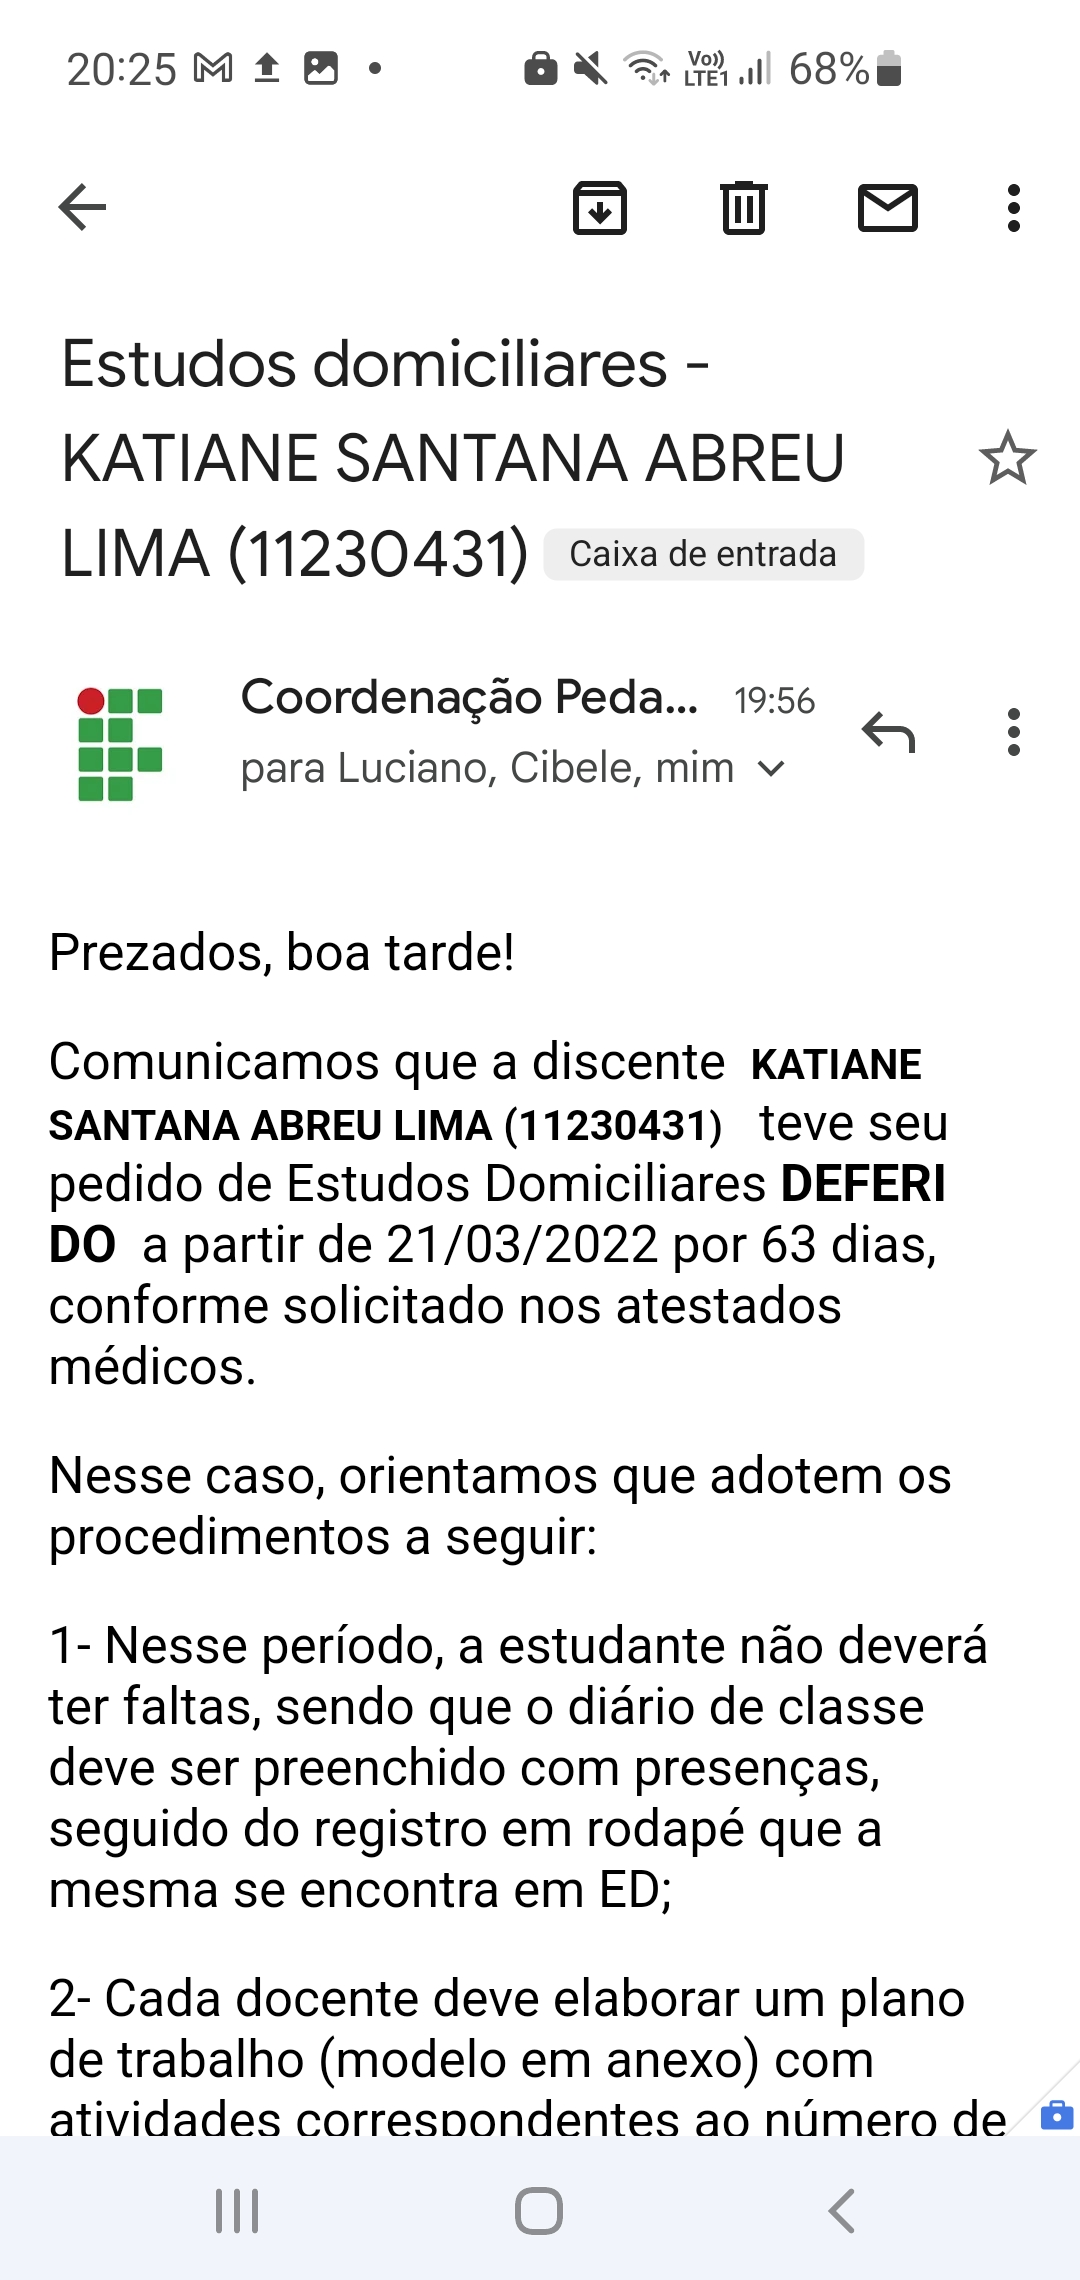 20:25
Vo))
LTE1
68%
Estudos domiciliares -
KATIANE SANTANA ABREU
LIMA (11230431) Caixa de entrada
Coordenação Peda... 19:56
para Luciano, Cibele, mim
Prezados, boa tarde!
Comunicamos que a discente KATIANE
SANTANA ABREU LIMA (11230431) teve seu
pedido de Estudos Domiciliares DEFERI
DO a partir de 21/03/2022 por 63 dias,
conforme solicitado nos atestados
médicos.
Nesse caso, orientamos que adotem os
procedimentos a seguir:
1- Nesse período, a estudante não deverá
ter faltas, sendo que o diário de classe
deve ser preenchido com presenças,
seguido do registro em rodapé que a
mesma se encontra em ED;
2- Cada docente deve elaborar um plano
de trabalho (modelo em anexo) com
atividades correspondentes ao número de